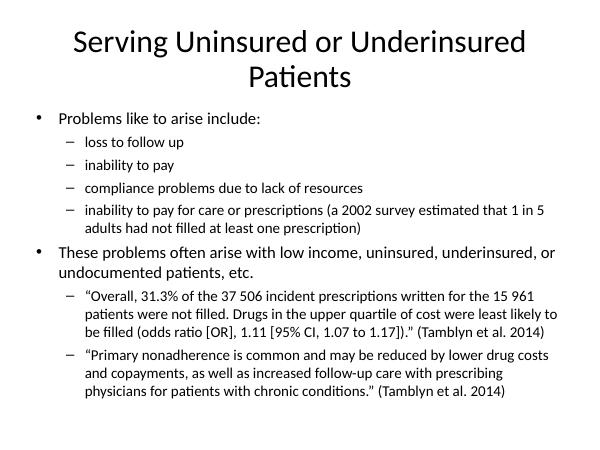 Serving Uninsured or Underinsured
Patients
• Problems like to arise include:
– loss to follow up
– inability to pay
– compliance problems due to lack of resources
– inability to pay for care or prescriptions (a 2002 survey estimated that 1 in 5
adults had not filled at least one prescription)
• These problems often arise with low income, uninsured, underinsured, or
undocumented patients, etc.
– “Overall, 31.3% of the 37 506 incident prescriptions written for the 15 961
patients were not filled. Drugs in the upper quartile of cost were least likely to
be filled (odds ratio [OR], 1.11 [95% CI, 1.07 to 1.17]).” (Tamblyn et al. 2014)
– “Primary nonadherence is common and may be reduced by lower drug costs
and copayments, as well as increased follow-up care with prescribing
physicians for patients with chronic conditions.” (Tamblyn et al. 2014)